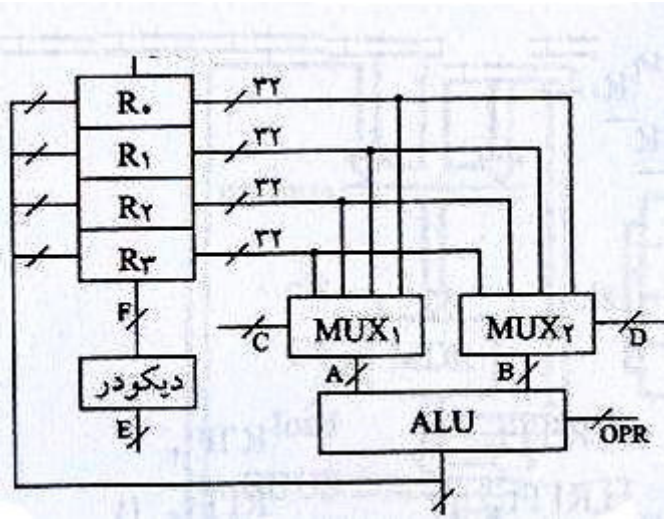 R۰ ۳۲
R۱ ۳۲
R۲ ۳۲
R۳ ۳۲
F
C MUX۱ MUX۲ D
دیکودر
A B
E ALU OPR